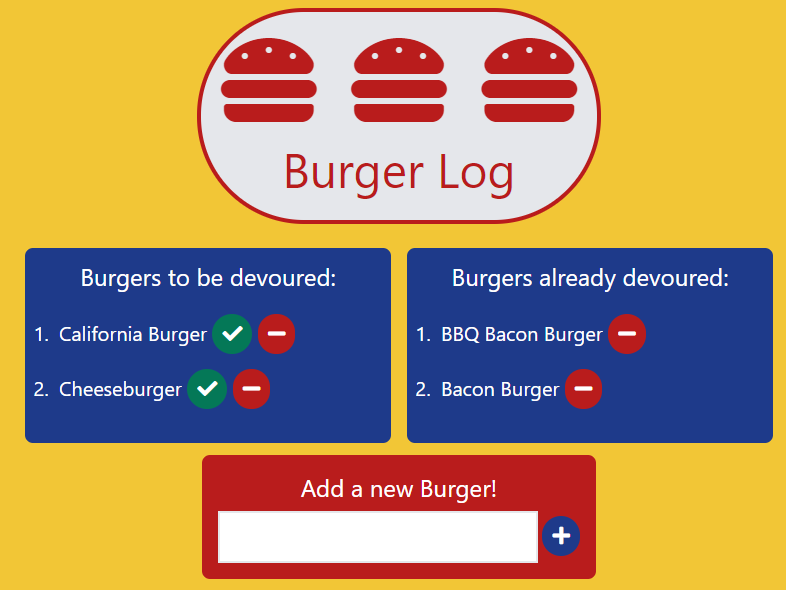 Burger Log
Burgers to be devoured:
1. California Burger
2. Cheeseburger
Burgers already devoured:
1. BBQ Bacon Burger
2. Bacon Burger
Add a new Burger!